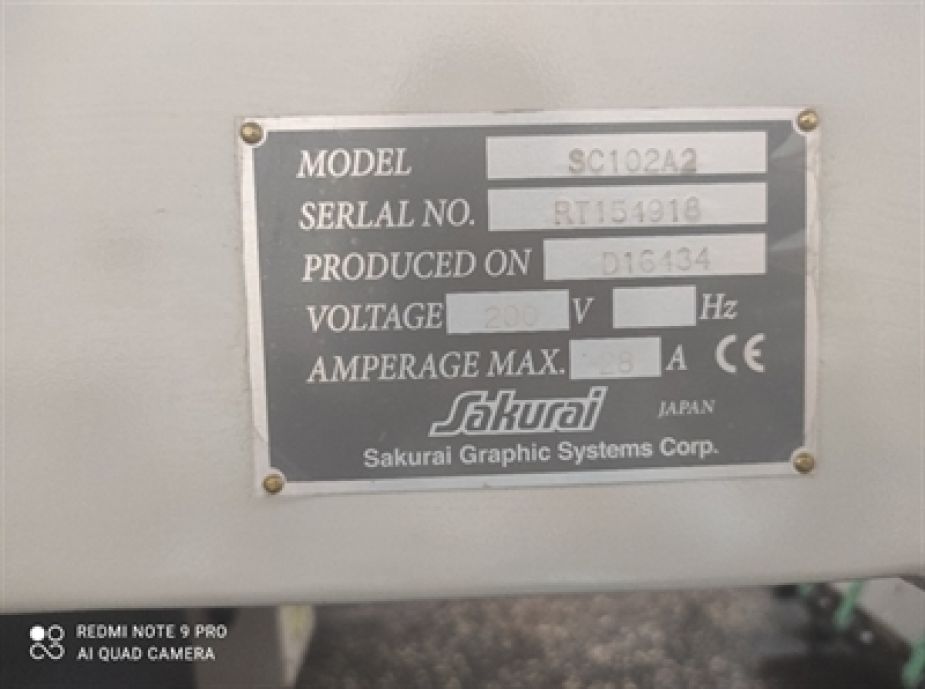 MODEL SC102A2
SERLAL NO. RT154918
PRODUCED ON D16434
VOLTAGE 200 V Hz
AMPERAGE MAX. 28 A CE
Sakurai JAPAN
Sakurai Graphic Systems Corp.
REDMI NOTE 9 PRO
AI QUAD CAMERA